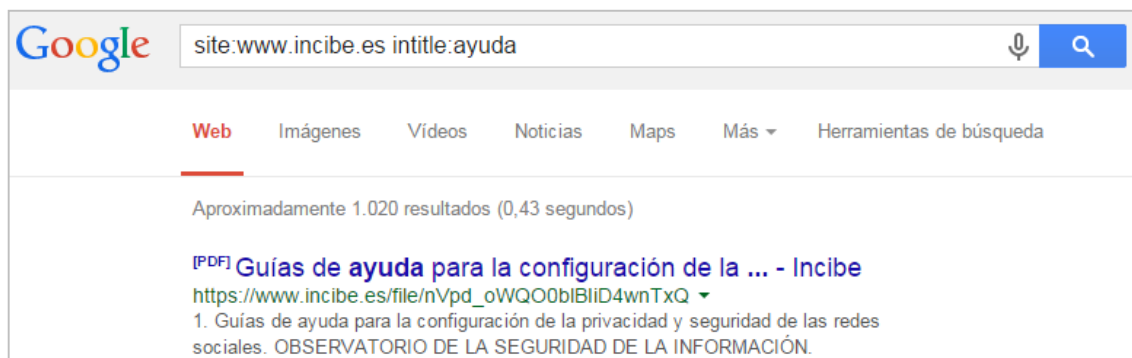 Google site:www.incibe.es intitle:ayuda
Web Imágenes Vídeos Noticias Maps Más Herramientas de búsqueda
Aproximadamente 1.020 resultados (0,43 segundos)
[PDF] Guías de ayuda para la configuración de la ... - Incibe
https://www.incibe.es/file/nVpd_oWQO0bIBIiD4wnTxQ
1. Guías de ayuda para la configuración de la privacidad y seguridad de las redes
sociales. OBSERVATORIO DE LA SEGURIDAD DE LA INFORMACIÓN.